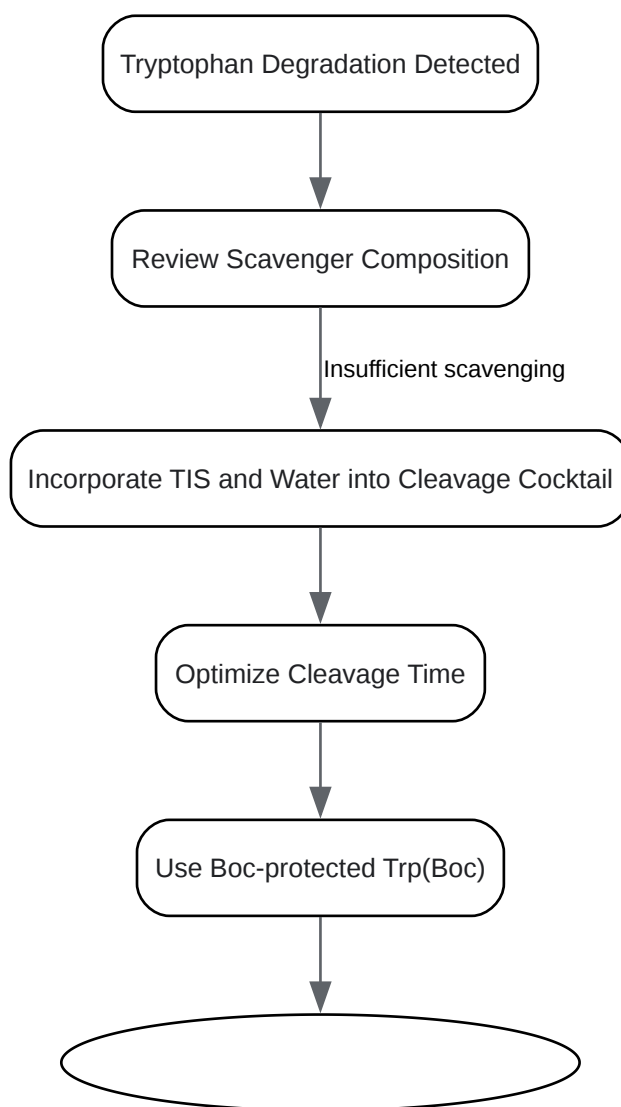 Tryptophan Degradation Detected
Review Scavenger Composition
Insufficient scavenging
Incorporate TIS and Water into Cleavage Cocktail
Optimize Cleavage Time
Use Boc-protected Trp(Boc)